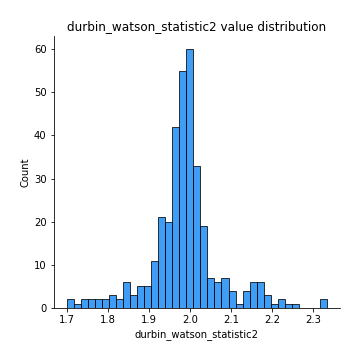 durbin_watson_statistic2 value distribution
60
50
40
30
20
10
0
Count
1.7 1.8 1.9 2.0 2.1 2.2 2.3
durbin_watson_statistic2